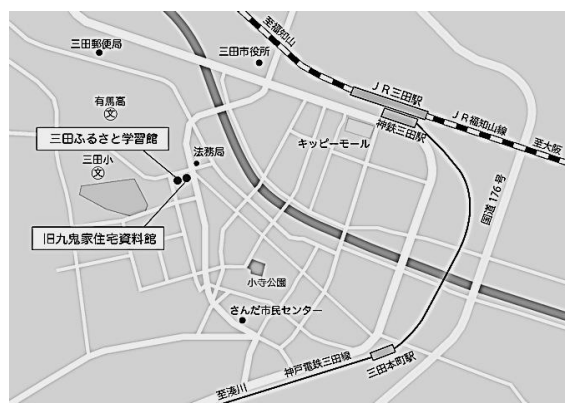 至福知山
三田郵便局
三田市役所
JR三田駅
有馬高
文
JR福知山線
神鉄三田駅
至大阪
三田ふるさと学習館
法務局
キッピーモール
三田小
文
国道176号
旧九鬼家住宅資料館
小寺公園
さんだ市民センター
神戸電鉄三田線
三田本町駅
至湊川